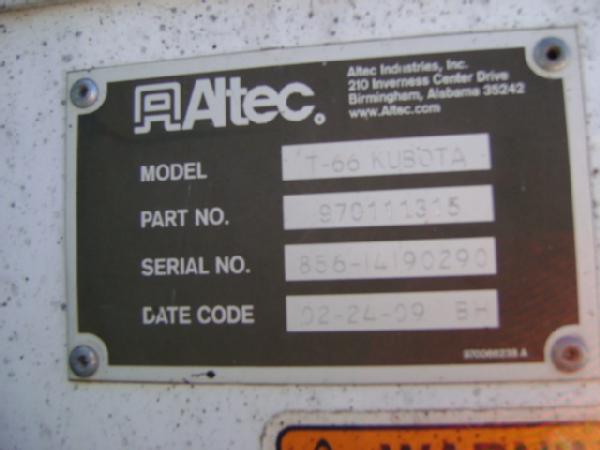 Altec.
Altec Industries, Inc.
210 Inverness Center Drive
Birmingham, Alabama 35242
www.Altec.com
MODEL T-66 KUBOTA
PART NO. 970111315
SERIAL NO. 856-14190290
DATE CODE 02-24-09 BH
970066238 A